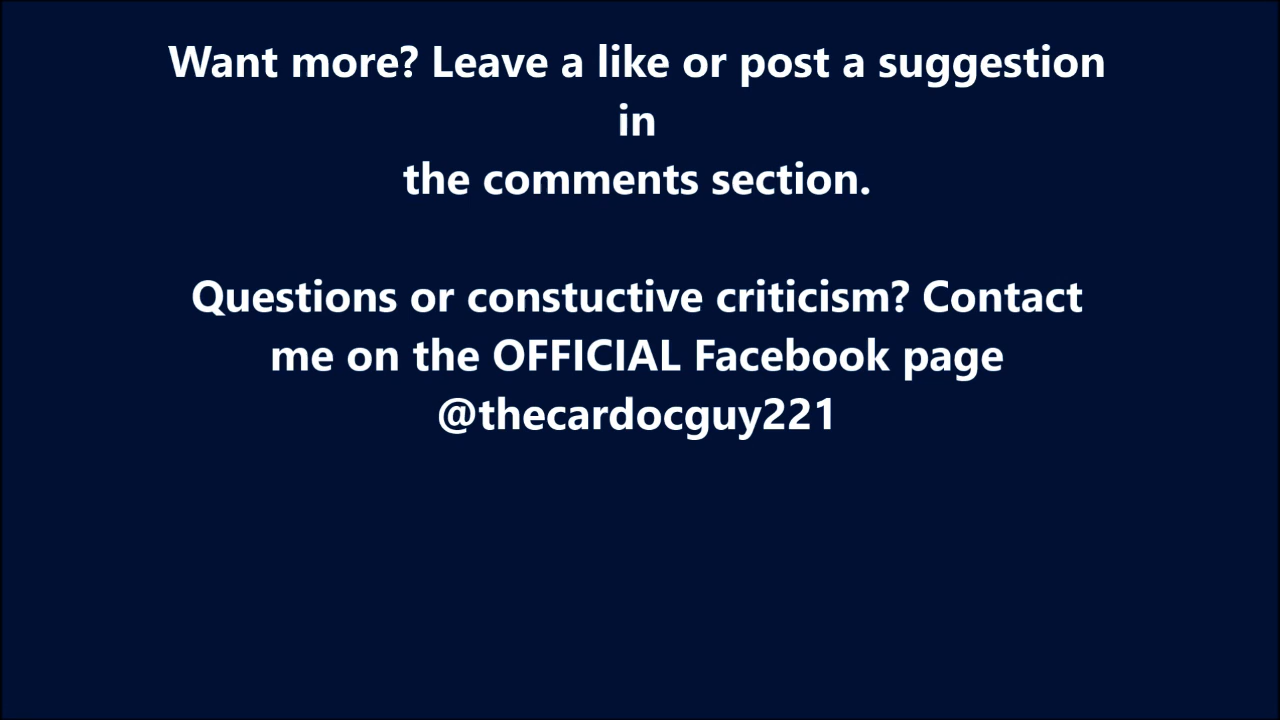 Want more? Leave a like or post a suggestion
in
the comments section.
Questions or constuctive criticism? Contact
me on the OFFICIAL Facebook page
@thecardocguy221